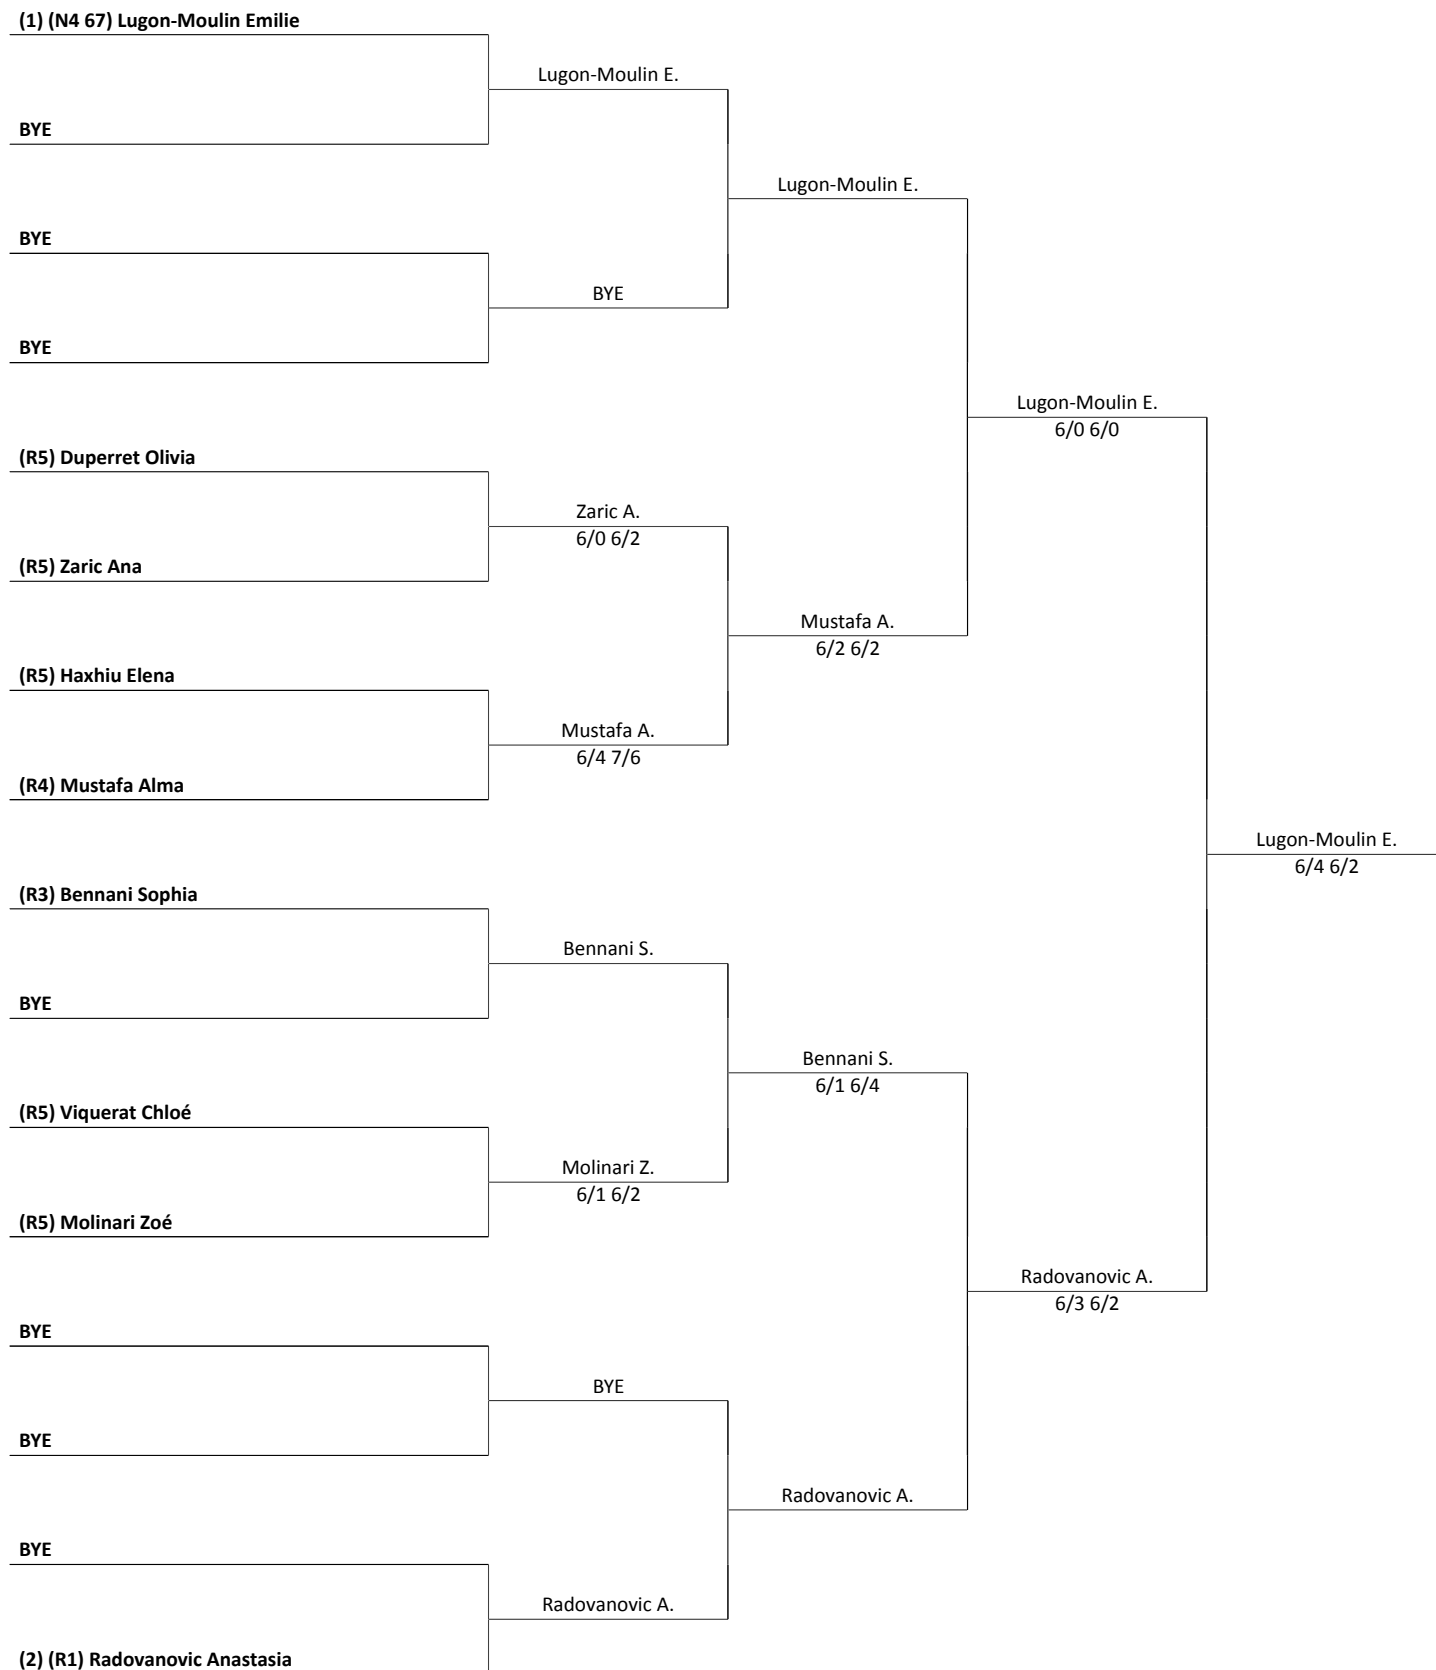 (1) (N4 67) Lugon-Moulin Emilie
Lugon-Moulin E.
BYE
Lugon-Moulin E.
BYE
BYE
BYE
Lugon-Moulin E.
6/0 6/0
(R5) Duperret Olivia
Zaric A.
6/0 6/2
(R5) Zaric Ana
Mustafa A.
6/2 6/2
(R5) Haxhiu Elena
Mustafa A.
6/4 7/6
(R4) Mustafa Alma
Lugon-Moulin E.
6/4 6/2
(R3) Bennani Sophia
Bennani S.
BYE
Bennani S.
6/1 6/4
(R5) Viquerat Chloé
Molinari Z.
6/1 6/2
(R5) Molinari Zoé
Radovanovic A.
6/3 6/2
BYE
BYE
BYE
Radovanovic A.
BYE
Radovanovic A.
(2) (R1) Radovanovic Anastasia